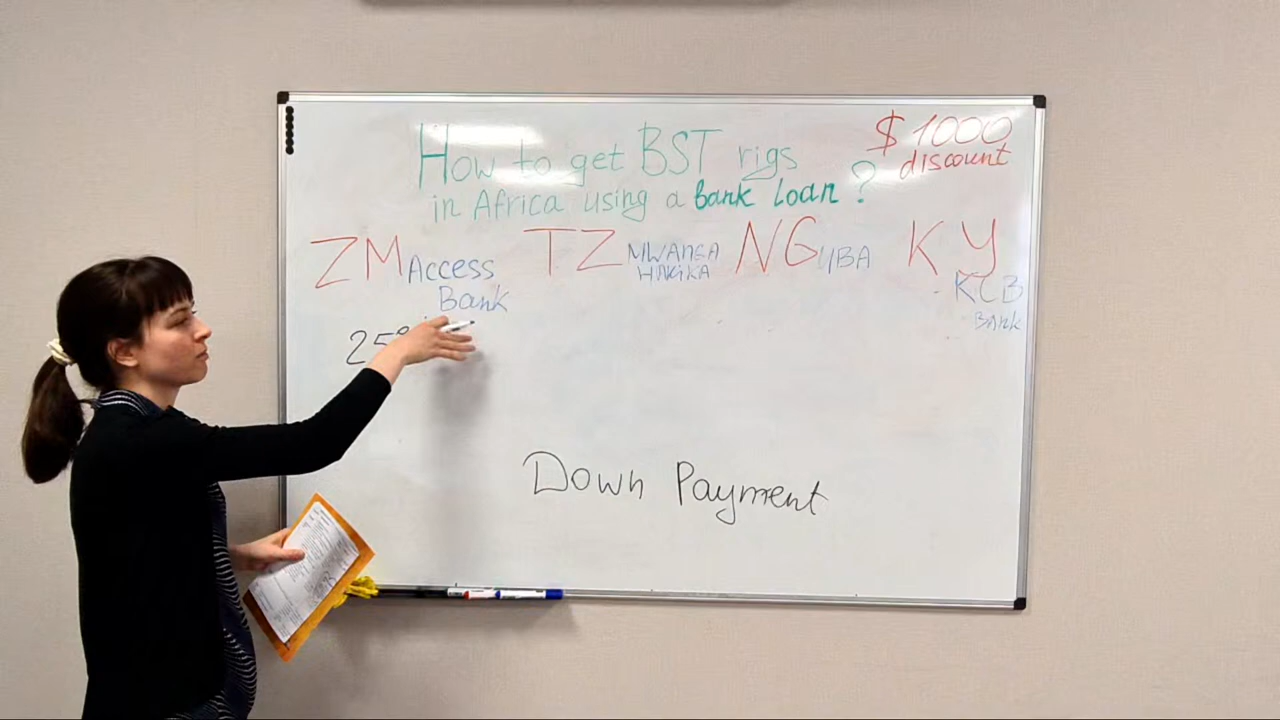 How to get BST rigs
in Africa using a bank loan?
$1000
discount
ZM Access
Bank
TZ MWANGA
HAKIKA
NG UBA
KY
KCB
Bank
25%
Down Payment